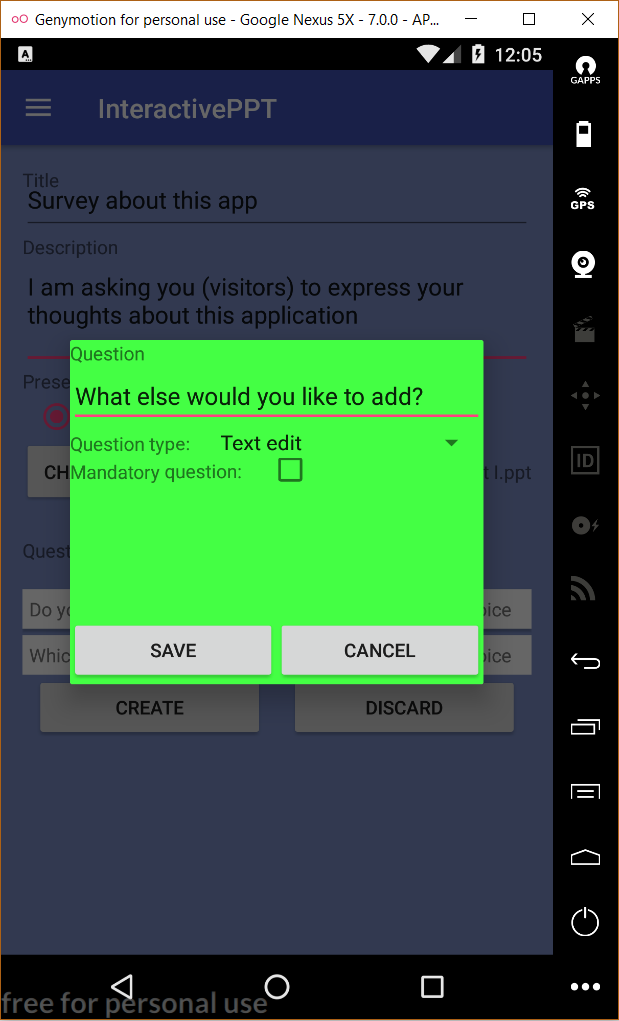 Genymotion for personal use - Google Nexus 5X - 7.0.0 - AP...
A
12:05
GAPPS
InteractivePPT
GPS
Title
Survey about this app
Description
I am asking you (visitors) to express your
thoughts about this application
Question
Prese
What else would you like to add?
Question type: Text edit
CH
Mandatory question:
t I.ppt
ID
Quest
Do yo
oice
SAVE
CANCEL
Whic
oice
CREATE
DISCARD
free for personal use